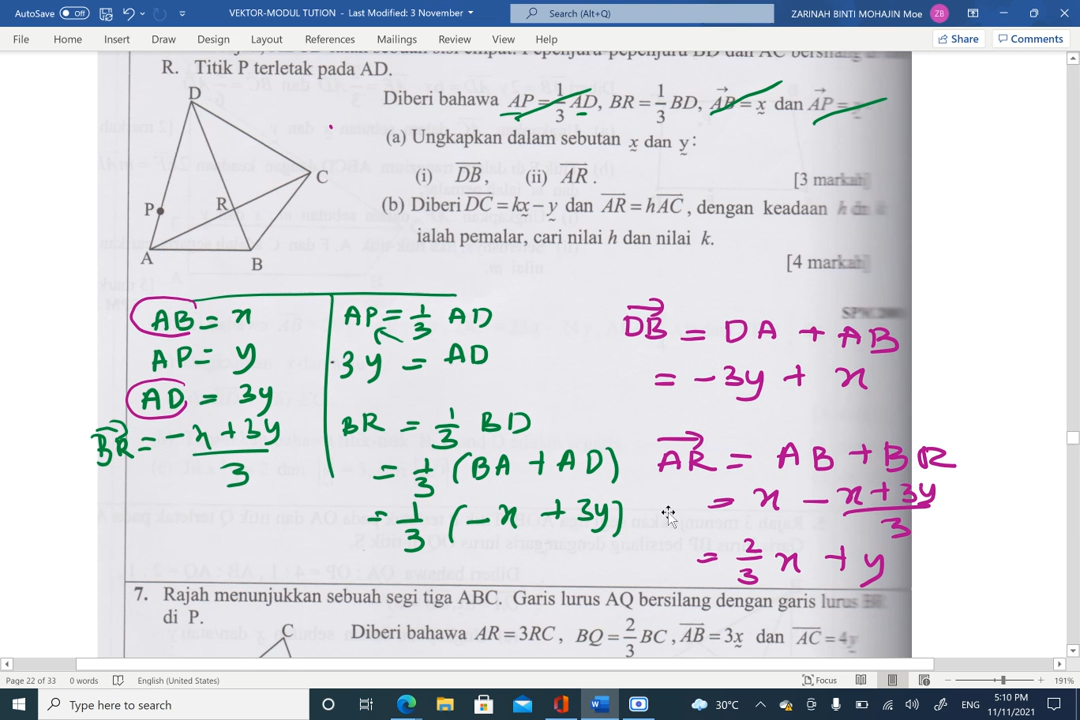 AutoSave Off VEKTOR-MODUL TUTION - Last Modified: 3 November Search (Alt+Q) ZARINAH BINTI MOHAJIN Moe ZB
File Home Insert Draw Design Layout References Mailings Review View Help Share Comments
R. Titik P terletak pada AD.
D
C
P
R
A
B
Diberi bahawa AP = 1/3 AD, BR = 1/3 BD, AB = x dan AP =
(a) Ungkapkan dalam sebutan x dan y:
(i) DB, (ii) AR.
[3 markah]
(b) Diberi DC = kx – y dan AR = hAC, dengan keadaan h dan
ialah pemalar, cari nilai h dan nilai k.
[4 markah]
AB = x
AP = y
AD = 3y
BR = -x + 3y / 3
AP = 1/3 AD
3y = AD
BR = 1/3 BD
= 1/3 (BA + AD)
= 1/3 (-x + 3y)
DB = DA + AB
= -3y + x
AR = AB + BR
= x - x + 3y / 3
= 2/3 x + y
7. Rajah menunjukkan sebuah segi tiga ABC. Garis lurus AQ bersilang dengan garis lurus
di P.
C
Diberi bahawa AR = 3RC, BQ = 2/3 BC, AB = 3x dan AC = 4y
Page 22 of 33 0 words English (United States) Focus 191%
Type here to search 30°C ENG 5:10 PM
11/11/2021